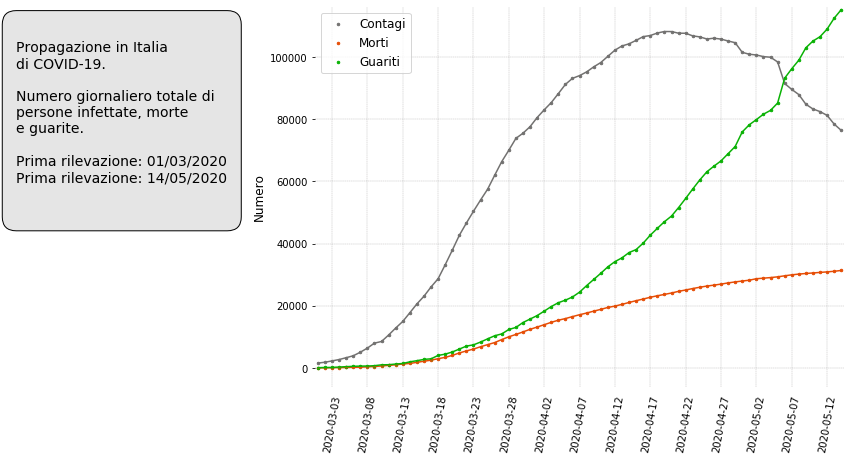 Propagazione in Italia
di COVID-19.
Numero giornaliero totale di
persone infettate, morte
e guarite.
Prima rilevazione: 01/03/2020
Prima rilevazione: 14/05/2020
Contagi
Morti
Guariti
Numero
100000
80000
60000
40000
20000
0
2020-03-03
2020-03-08
2020-03-13
2020-03-18
2020-03-23
2020-03-28
2020-04-02
2020-04-07
2020-04-12
2020-04-17
2020-04-22
2020-04-27
2020-05-02
2020-05-07
2020-05-12